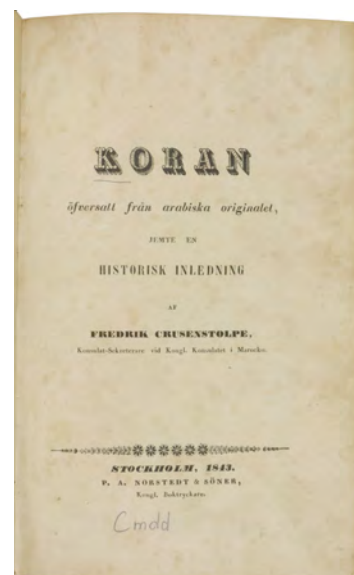 KORAN
öfversatt från arabiska originalet,
JEMTE EN
HISTORISK INLEDNING
AF
FREDRIK CRUSENSTOLPE,
Konsulat-Sekreterare vid Kongl. Konsulatet i Marocko.
STOCKHOLM, 1843.
P. A. NORSTEDT & SÖNER,
Kongl. Boktryckare.
Cmdd